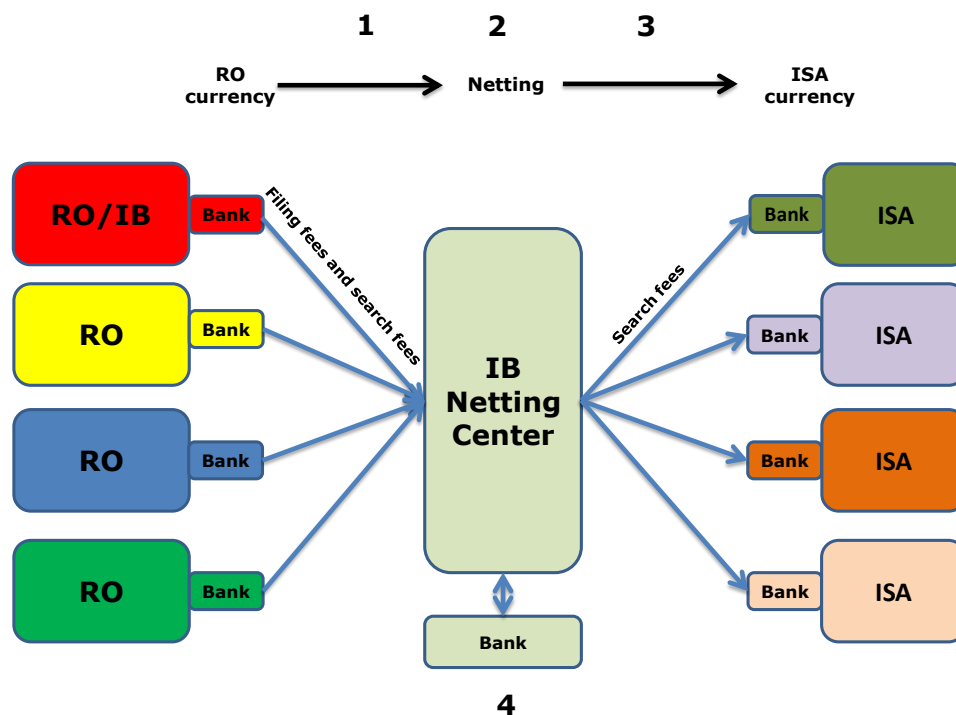 1 2 3
RO
currency
Netting
ISA
currency
RO/IB
Bank
Filing fees and search fees
Bank
ISA
RO
Bank
Search fees
Bank
ISA
IB
Netting
Center
RO
Bank
Bank
ISA
RO
Bank
Bank
ISA
Bank
4